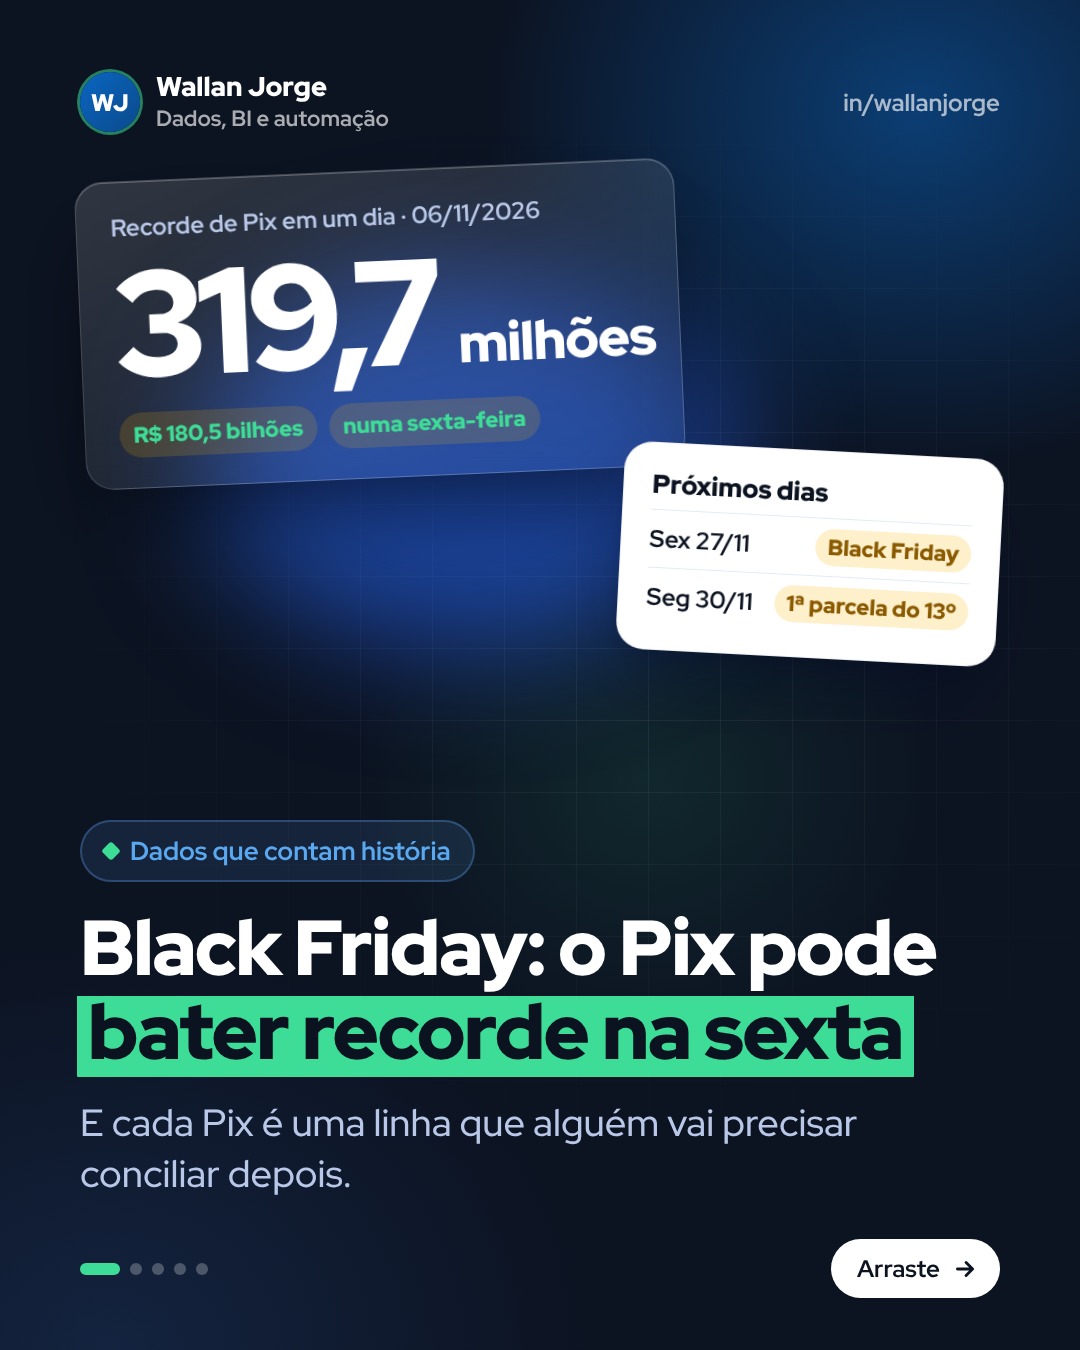 WJ
Wallan Jorge
Dados, BI e automação
in/wallanjorge
Recorde de Pix em um dia · 06/11/2026
319,7 milhões
R$ 180,5 bilhões
numa sexta-feira
Próximos dias
Sex 27/11
Black Friday
Seg 30/11
1ª parcela do 13º
Dados que contam história
Black Friday: o Pix pode
bater recorde na sexta
E cada Pix é uma linha que alguém vai precisar
conciliar depois.
Arraste →